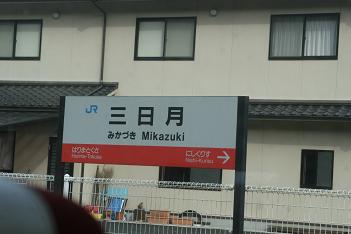 JR
三日月
みかづき Mikazuki
はりまとくさ
Harima-Tokusa
にしくりす
Nishi-Kurisu